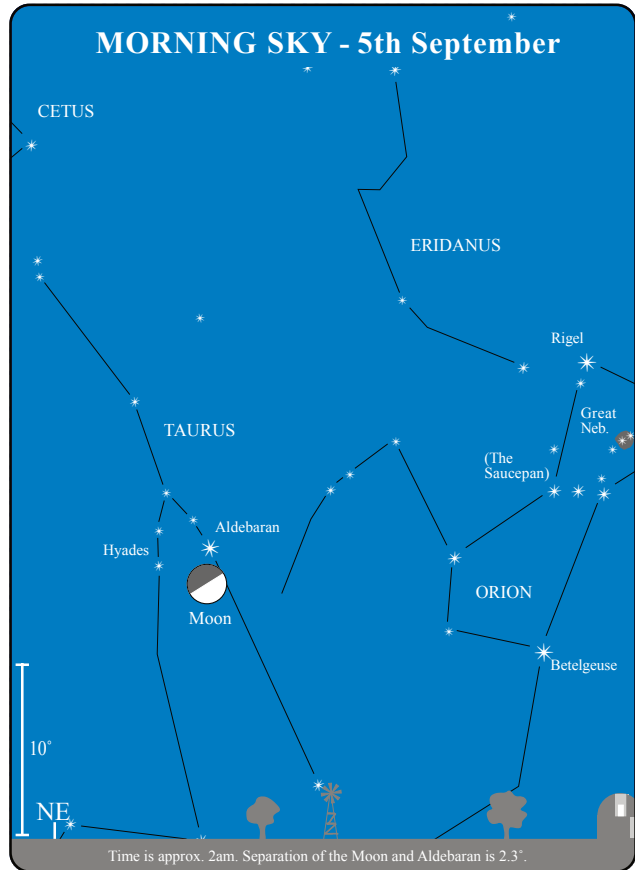 MORNING SKY - 5th September
CETUS
ERIDANUS
Rigel
Great
Neb.
TAURUS
(The
Saucepan)
Aldebaran
Hyades
ORION
Moon
Betelgeuse
10°
NE
Time is approx. 2am. Separation of the Moon and Aldebaran is 2.3°.